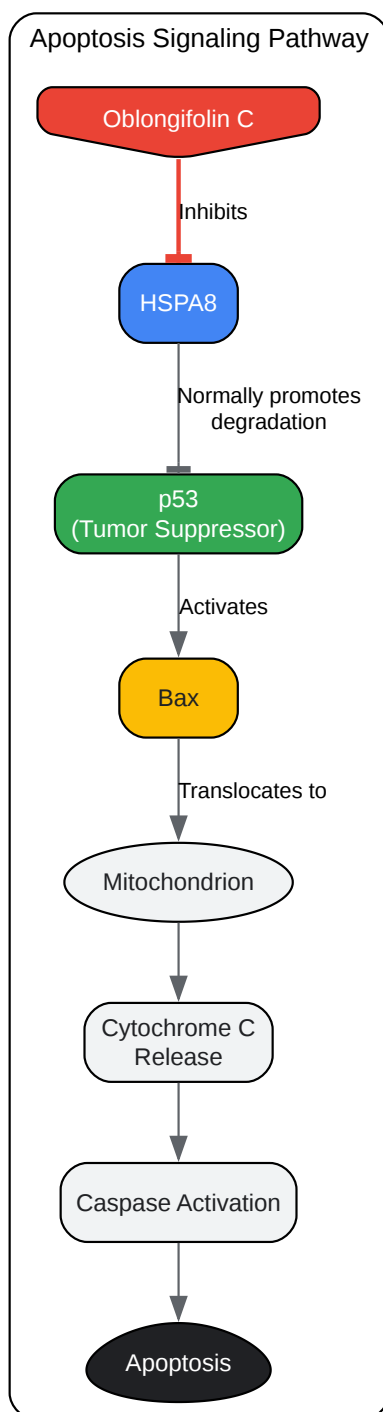 Apoptosis Signaling Pathway
Oblongifolin C
Inhibits
HSPA8
Normally promotes
degradation
p53
(Tumor Suppressor)
Activates
Bax
Translocates to
Mitochondrion
Cytochrome C
Release
Caspase Activation
Apoptosis